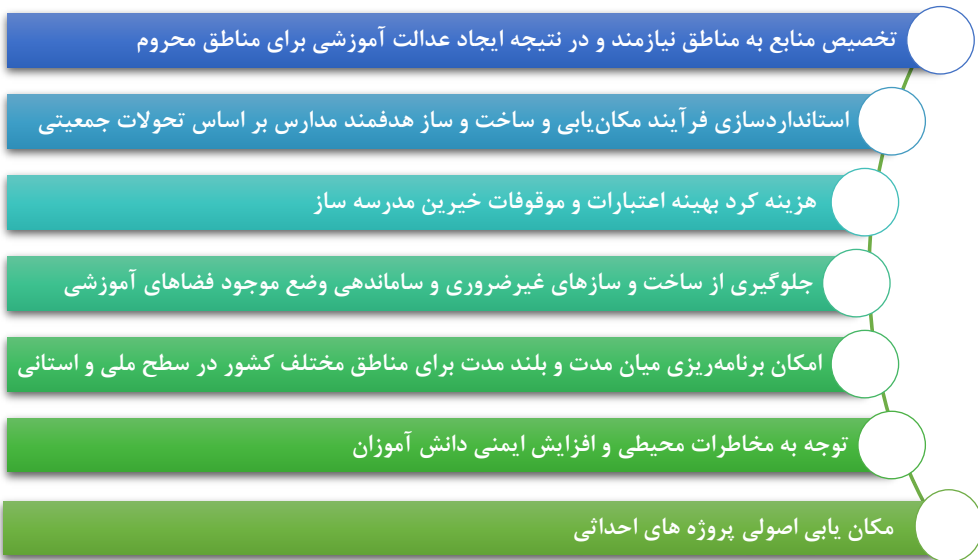 تخصیص منابع به مناطق نیازمند و در نتیجه ایجاد عدالت آموزشی برای مناطق محروم
استانداردسازی فرآیند مکان‌یابی و ساخت و ساز هدفمند مدارس بر اساس تحولات جمعیتی
هزینه کرد بهینه اعتبارات و موقوفات خیرین مدرسه ساز
جلوگیری از ساخت و سازهای غیرضروری و ساماندهی وضع موجود فضاهای آموزشی
امکان برنامه‌ریزی میان مدت و بلند مدت برای مناطق مختلف کشور در سطح ملی و استانی
توجه به مخاطرات محیطی و افزایش ایمنی دانش آموزان
مکان یابی اصولی پروژه های احداثی